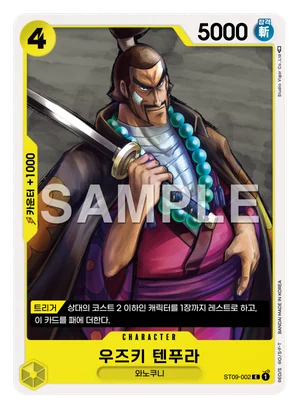 4
5000
참격
斬
카운터 +1000
SAMPLE
트리거 상대의 코스트 2 이하인 캐릭터를 1장까지 레스트로 하고,
이 카드를 패에 더한다.
CHARACTER
우즈키 텐푸라
와노쿠니
ST09-002 C 1
BANDAI MADE IN KOREA